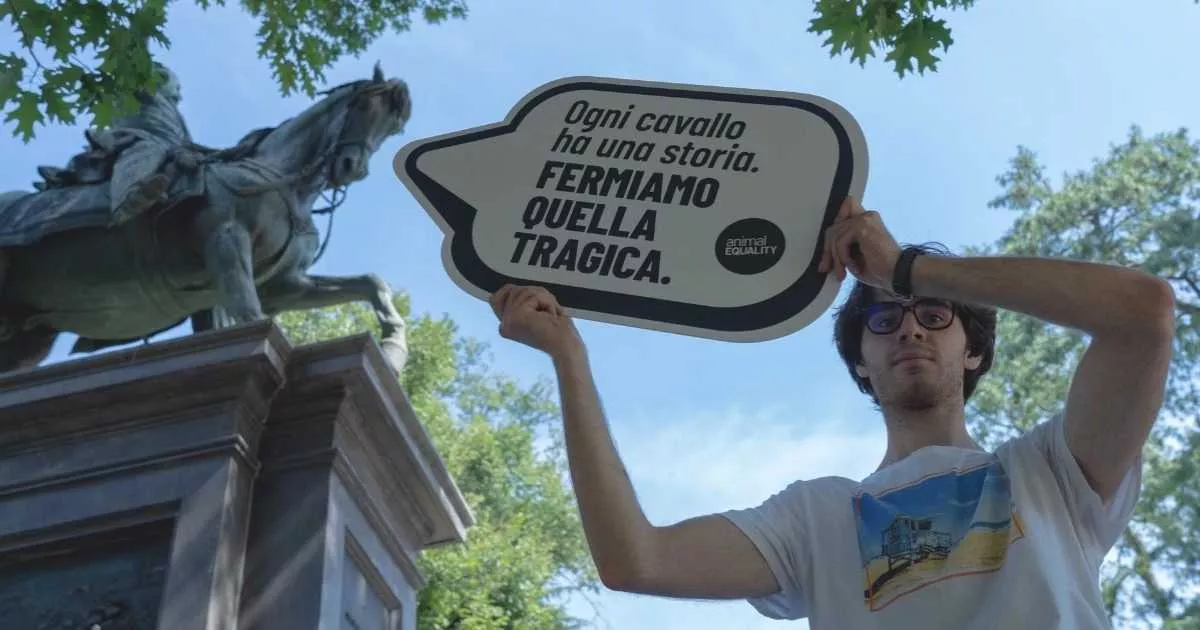 Ogni cavallo
ha una storia.
FERMIAMO
QUELLA
TRAGICA.
animal
EQUALITY